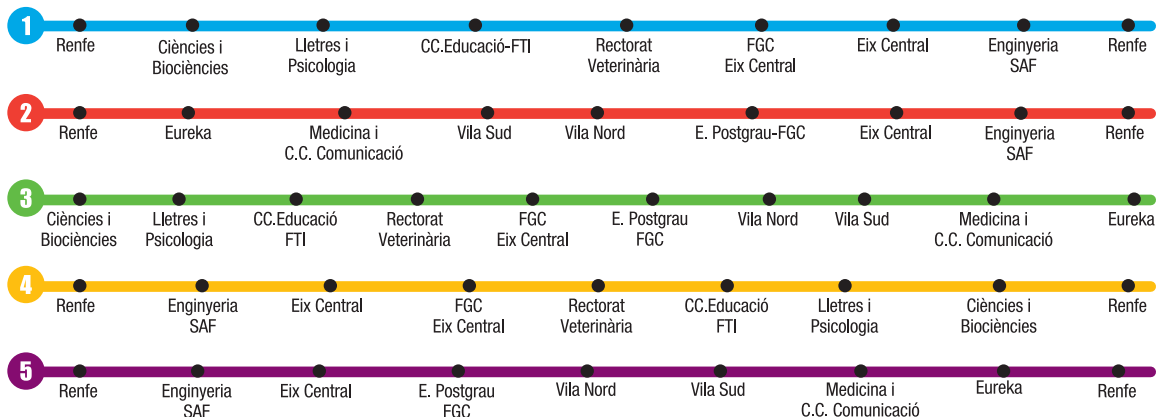 1
Renfe
Ciències i
Biociències
Lletres i
Psicologia
CC.Educació-FTI
Rectorat
Veterinària
FGC
Eix Central
Eix Central
Enginyeria
SAF
Renfe
2
Renfe
Eureka
Medicina i
C.C. Comunicació
Vila Sud
Vila Nord
E. Postgrau-FGC
Eix Central
Enginyeria
SAF
Renfe
3
Ciències i
Biociències
Lletres i
Psicologia
CC.Educació
FTI
Rectorat
Veterinària
FGC
Eix Central
E. Postgrau
FGC
Vila Nord
Vila Sud
Medicina i
C.C. Comunicació
Eureka
4
Renfe
Enginyeria
SAF
Eix Central
FGC
Eix Central
Rectorat
Veterinària
CC.Educació
FTI
Lletres i
Psicologia
Ciències i
Biociències
Renfe
5
Renfe
Enginyeria
SAF
Eix Central
E. Postgrau
FGC
Vila Nord
Vila Sud
Medicina i
C.C. Comunicació
Eureka
Renfe